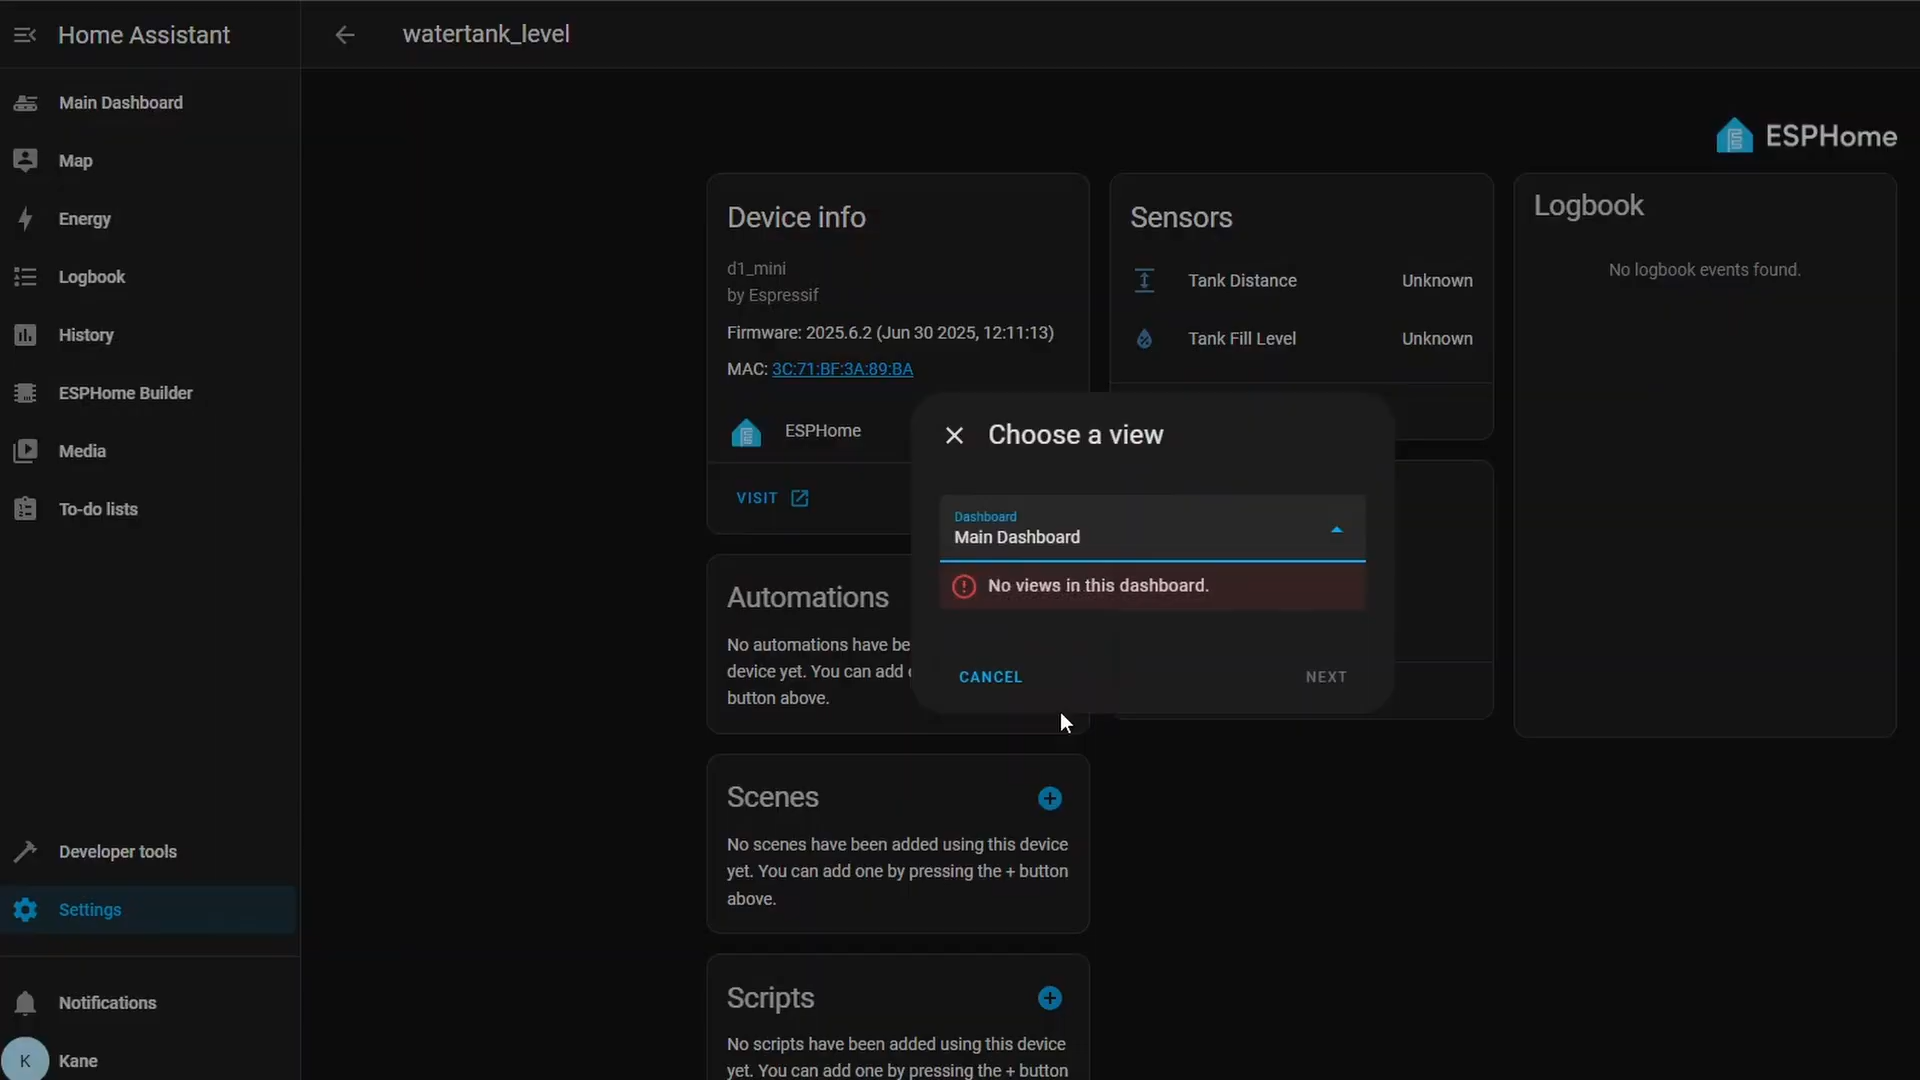 Home Assistant
watertank_level
Main Dashboard
Map
Energy
Logbook
History
ESPHome Builder
Media
To-do lists
Developer tools
Settings
Notifications
K
Kane
ESPHome
Device info
d1_mini
by Espressif
Firmware: 2025.6.2 (Jun 30 2025, 12:11:13)
MAC: 3C:71:BF:3A:89:BA
ESPHome
VISIT
Automations
No automations have be
device yet. You can add
button above.
Scenes
No scenes have been added using this device
yet. You can add one by pressing the + button
above.
Scripts
No scripts have been added using this device
yet. You can add one by pressing the + button
Sensors
Tank Distance Unknown
Tank Fill Level Unknown
Logbook
No logbook events found.
Choose a view
Dashboard
Main Dashboard
No views in this dashboard.
CANCEL
NEXT